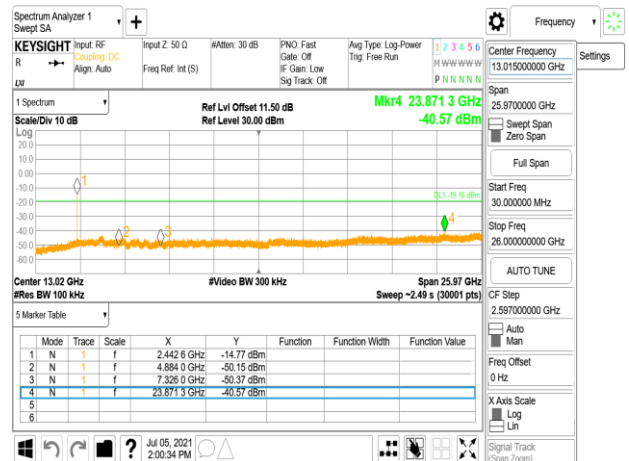 Spectrum Analyzer 1
Swept SA
Frequency
KEYSIGHT
R
LXI
Input: RF
Coupling: DC
Align: Auto
Input Z: 50 Ω
Freq Ref: Int (S)
#Atten: 30 dB
PNO: Fast
Gate: Off
IF Gain: Low
Sig Track: Off
Avg Type: Log-Power
Trig: Free Run
1 2 3 4 5 6
M W W W W W
P N N N N N
1 Spectrum
Scale/Div 10 dB
Ref Lvl Offset 11.50 dB
Ref Level 30.00 dBm
Mkr4 23.871 3 GHz
-40.57 dBm
Log
20.0
10.0
0.00
-10.0
-20.0
-30.0
-40.0
-50.0
-60.0
1
2
3
4
DL1 -19.16 dBm
Center 13.02 GHz
#Res BW 100 kHz
#Video BW 300 kHz
Span 25.97 GHz
Sweep ~2.49 s (30001 pts)
5 Marker Table
Mode Trace Scale X Y Function Function Width Function Value
1 N 1 f 2.442 6 GHz -14.77 dBm
2 N 1 f 4.884 0 GHz -50.15 dBm
3 N 1 f 7.326 0 GHz -50.37 dBm
4 N 1 f 23.871 3 GHz -40.57 dBm
5
6
?
Jul 05, 2021
2:00:34 PM
Center Frequency
13.015000000 GHz
Settings
Span
25.9700000 GHz
Swept Span
Zero Span
Full Span
Start Freq
30.000000 MHz
Stop Freq
26.000000000 GHz
AUTO TUNE
CF Step
2.597000000 GHz
Auto
Man
Freq Offset
0 Hz
X Axis Scale
Log
Lin
Signal Track
(Span Zoom)